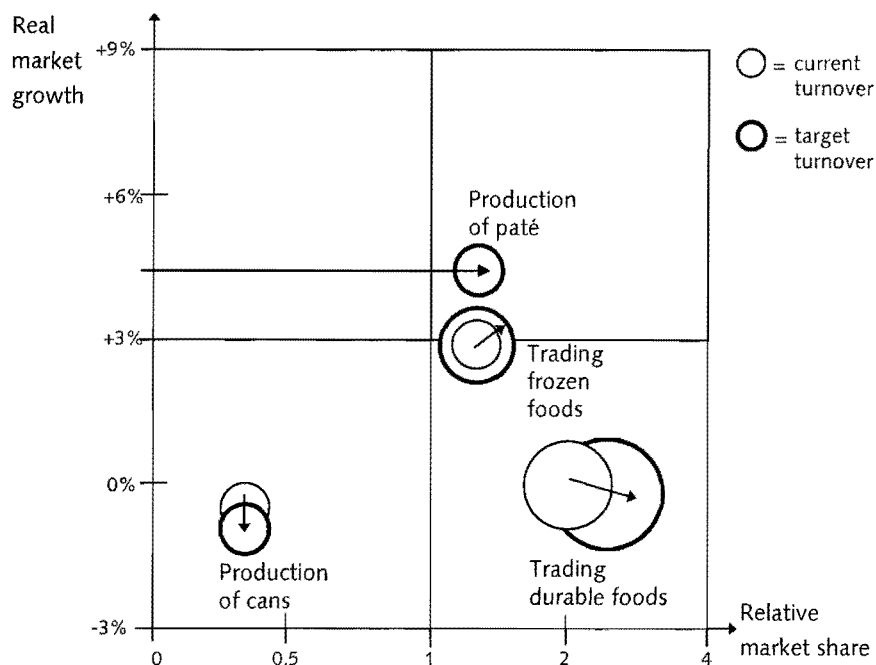 Real
market
growth
+9%
= current
turnover
= target
turnover
+6%
Production
of paté
+3%
Trading
frozen
foods
0%
Production
of cans
Trading
durable foods
-3%
Relative
market share
0
0.5
1
2
4